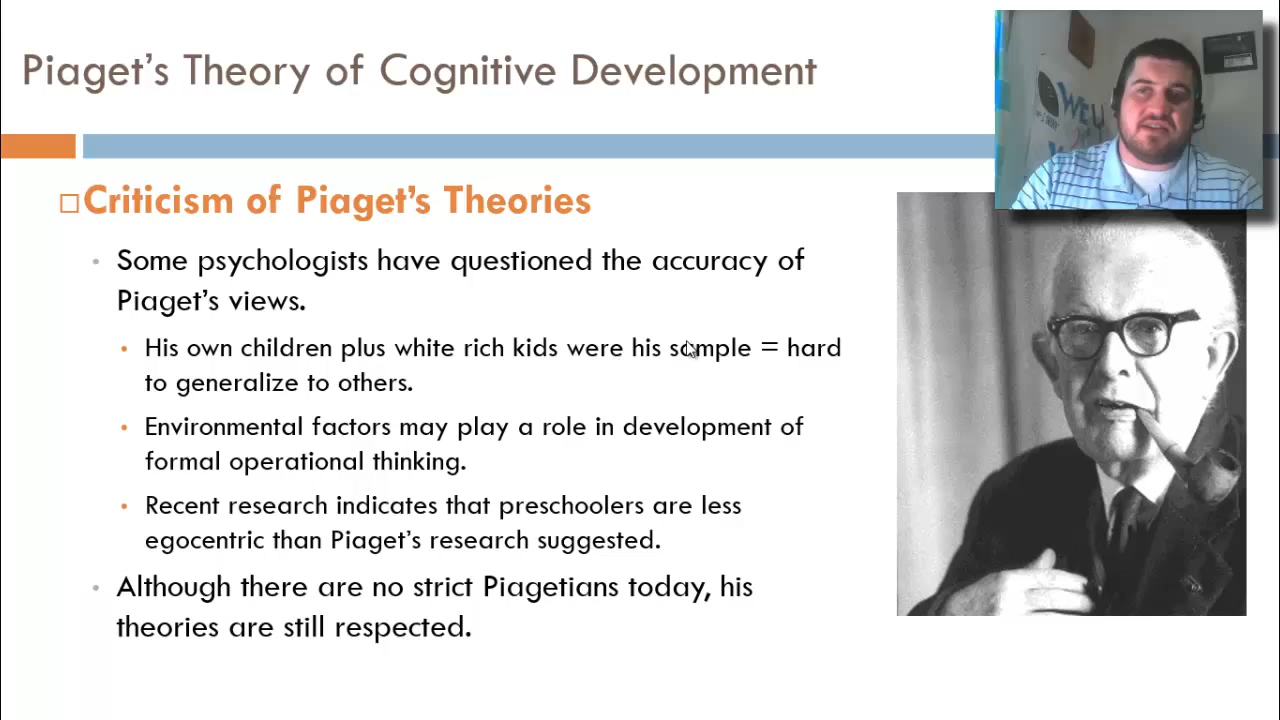 Piaget's Theory of Cognitive Development
Criticism of Piaget's Theories
Some psychologists have questioned the accuracy of
Piaget's views.
His own children plus white rich kids were his sample = hard
to generalize to others.
Environmental factors may play a role in development of
formal operational thinking.
Recent research indicates that preschoolers are less
egocentric than Piaget's research suggested.
Although there are no strict Piagetians today, his
theories are still respected.